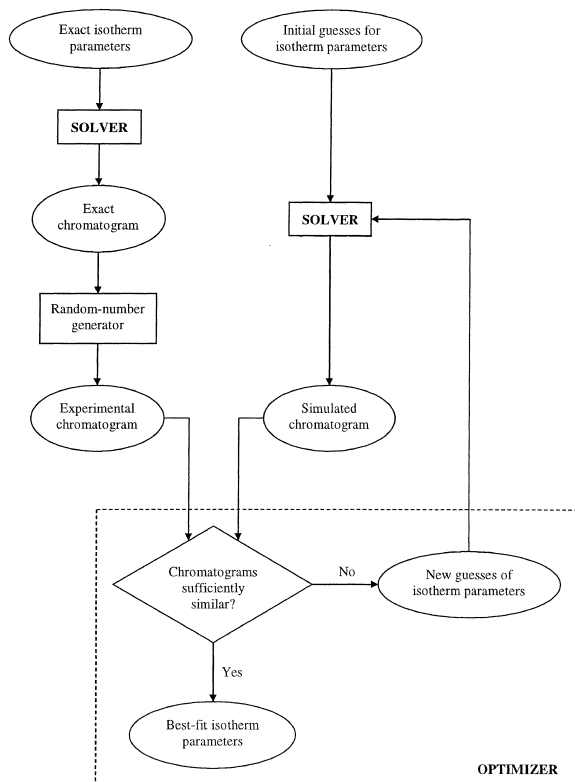 Exact isotherm
parameters
Initial guesses for
isotherm parameters
SOLVER
Exact
chromatogram
SOLVER
Random-number
generator
Experimental
chromatogram
Simulated
chromatogram
Chromatograms
sufficiently
similar?
No
New guesses of
isotherm parameters
Yes
Best-fit isotherm
parameters
OPTIMIZER